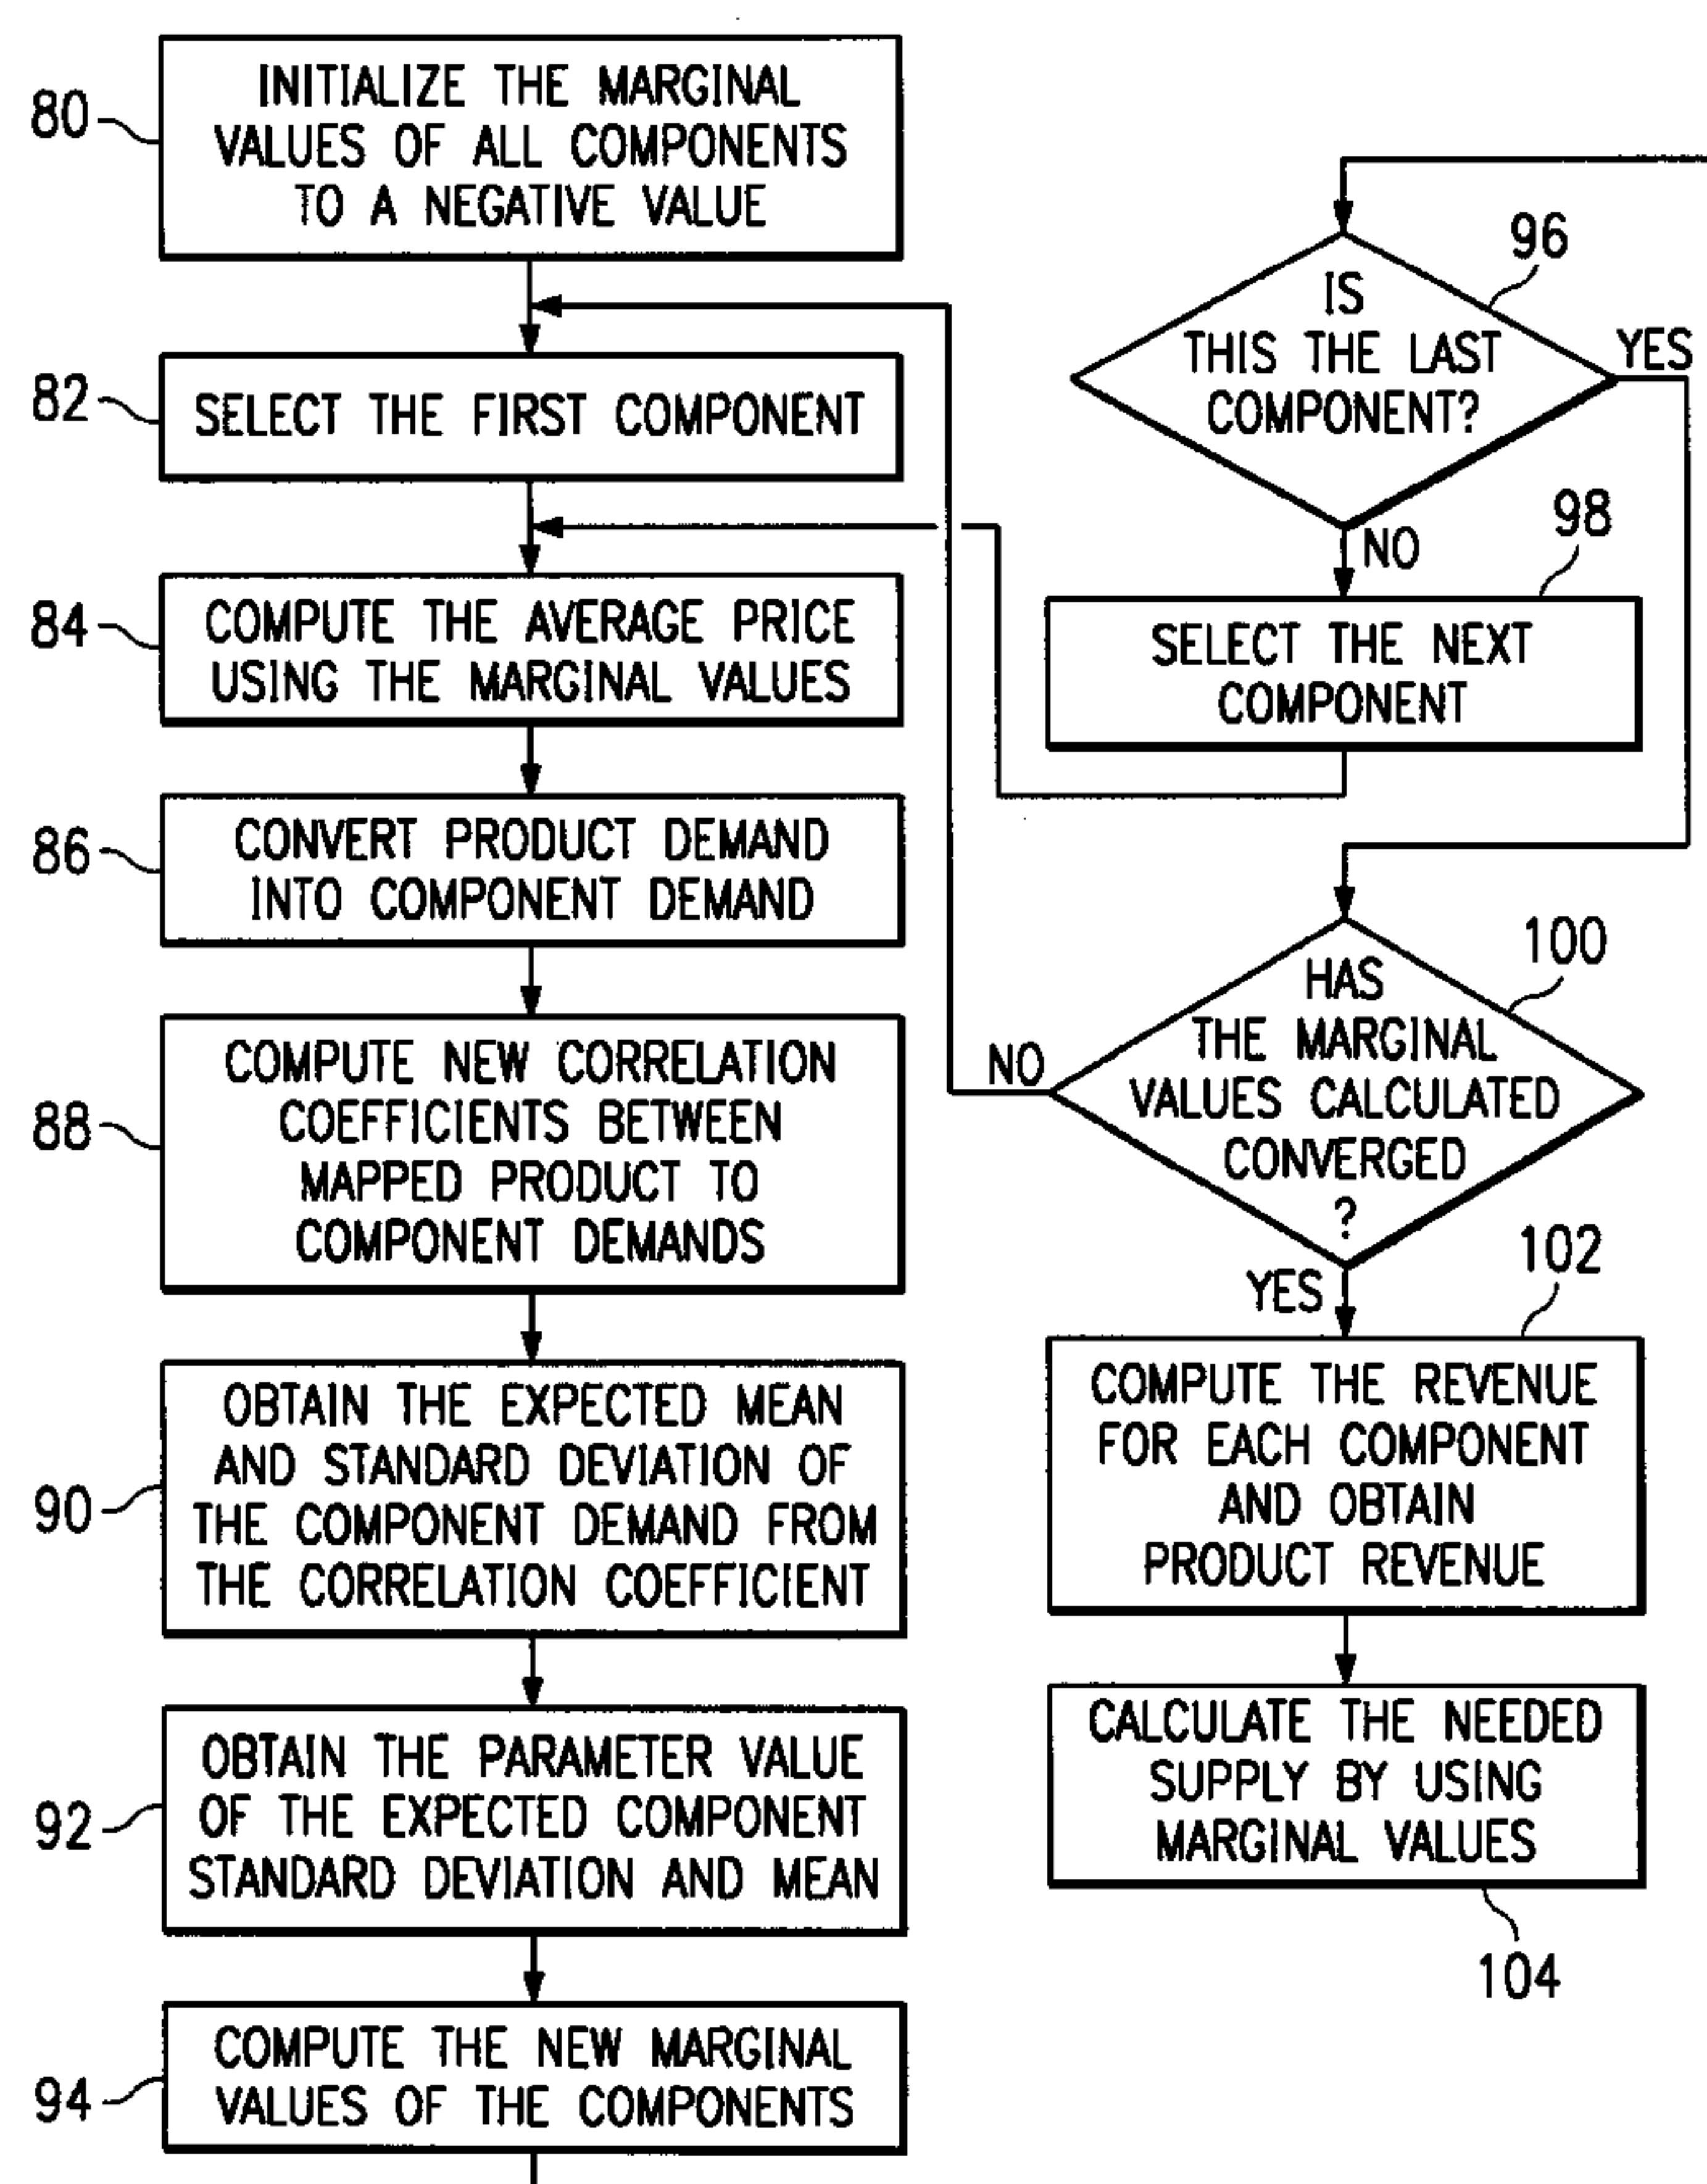 80
INITIALIZE THE MARGINAL
VALUES OF ALL COMPONENTS
TO A NEGATIVE VALUE
82
SELECT THE FIRST COMPONENT
84
COMPUTE THE AVERAGE PRICE
USING THE MARGINAL VALUES
86
CONVERT PRODUCT DEMAND
INTO COMPONENT DEMAND
88
COMPUTE NEW CORRELATION
COEFFICIENTS BETWEEN
MAPPED PRODUCT TO
COMPONENT DEMANDS
90
OBTAIN THE EXPECTED MEAN
AND STANDARD DEVIATION OF
THE COMPONENT DEMAND FROM
THE CORRELATION COEFFICIENT
92
OBTAIN THE PARAMETER VALUE
OF THE EXPECTED COMPONENT
STANDARD DEVIATION AND MEAN
94
COMPUTE THE NEW MARGINAL
VALUES OF THE COMPONENTS
96
IS
THIS THE LAST
COMPONENT?
YES
NO
98
SELECT THE NEXT
COMPONENT
100
HAS
THE MARGINAL
VALUES CALCULATED
CONVERGED
?
NO
YES
102
COMPUTE THE REVENUE
FOR EACH COMPONENT
AND OBTAIN
PRODUCT REVENUE
CALCULATE THE NEEDED
SUPPLY BY USING
MARGINAL VALUES
104